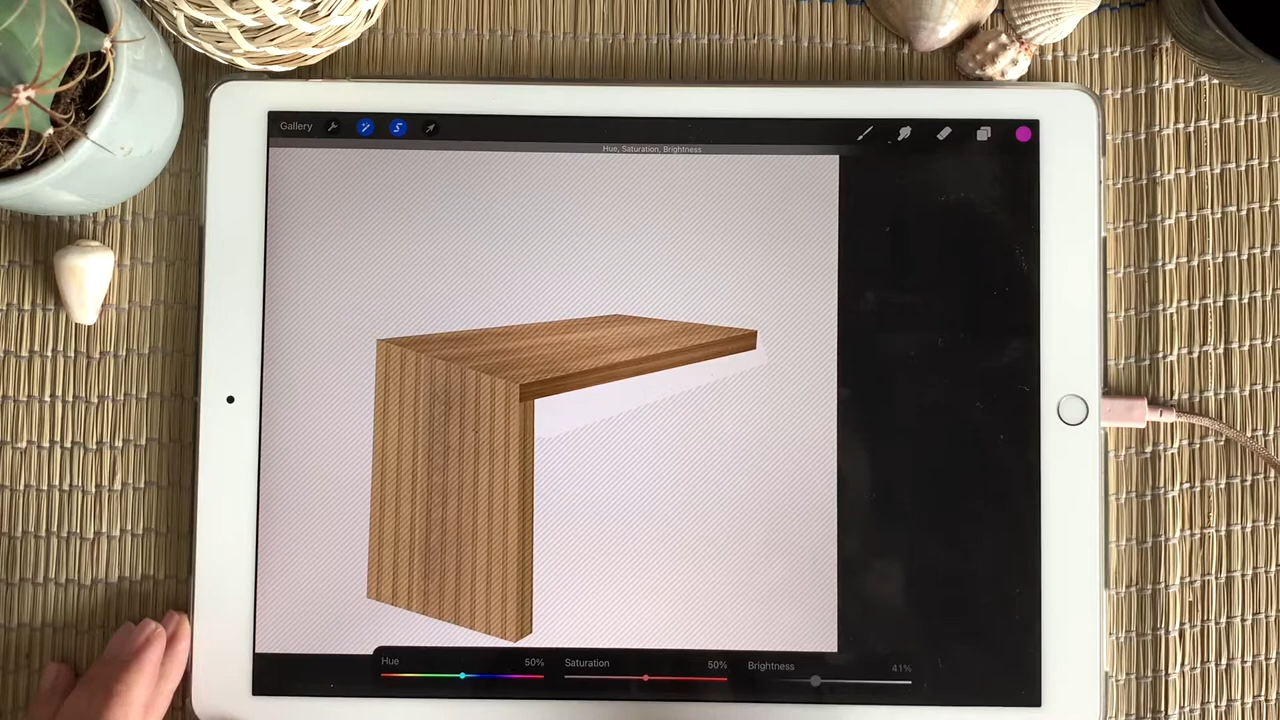 Gallery
Hue, Saturation, Brightness
Hue 50% Saturation 50% Brightness 41%